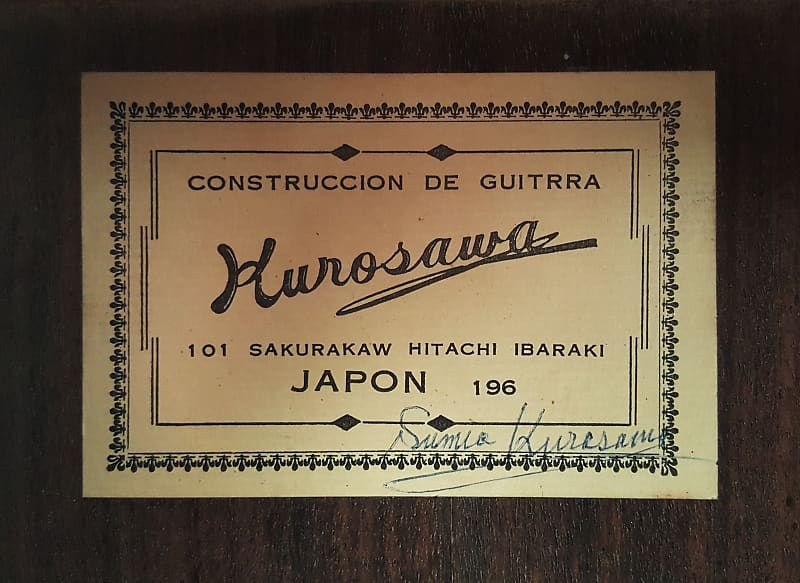 CONSTRUCCION DE GUITRRA
Kurosawa
101 SAKURAKAW HITACHI IBARAKI
JAPON 196
Sumio Kurosawa